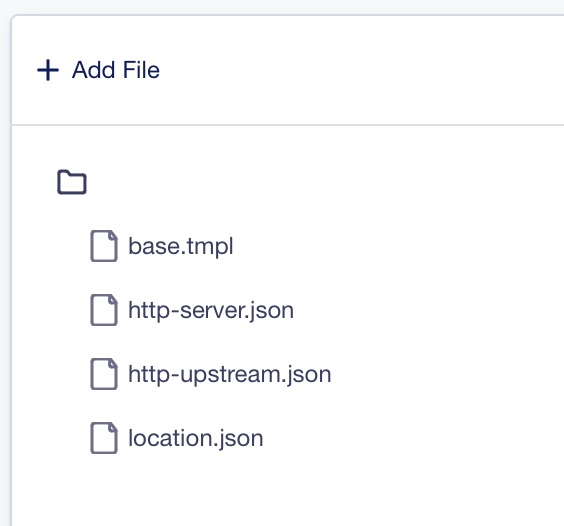 + Add File
base.tmpl
http-server.json
http-upstream.json
location.json